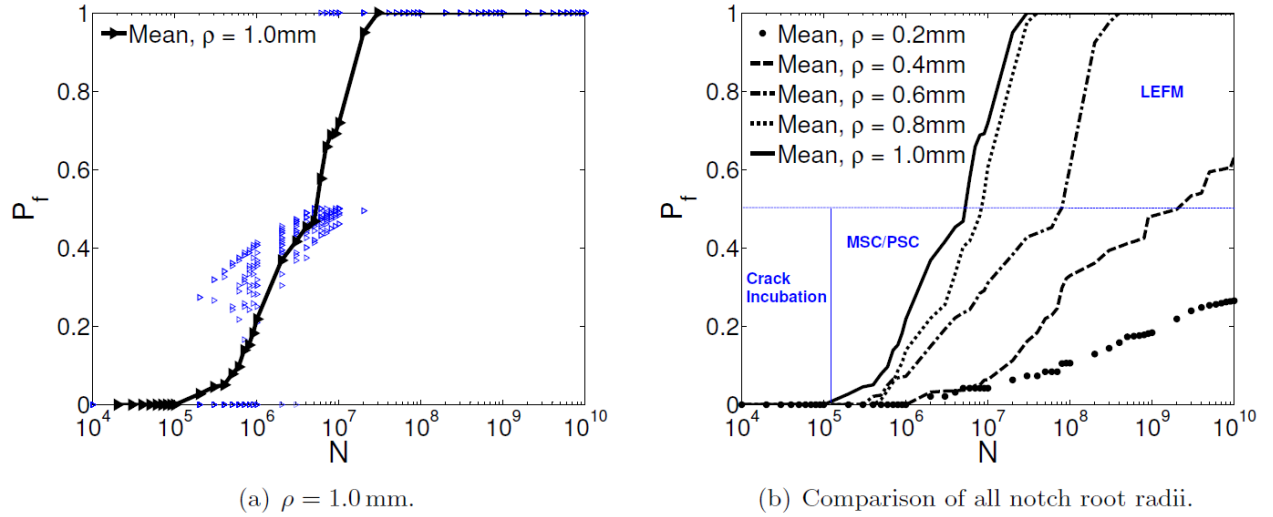 Mean, ρ = 1.0mm
1
0.8
0.6
0.4
0.2
0
P_f
10^4
10^5
10^6
10^7
10^8
10^9
10^10
N
(a) ρ = 1.0 mm.
Mean, ρ = 0.2mm
Mean, ρ = 0.4mm
Mean, ρ = 0.6mm
Mean, ρ = 0.8mm
Mean, ρ = 1.0mm
LEFM
MSC/PSC
Crack
Incubation
1
0.8
0.6
0.4
0.2
0
P_f
10^4
10^5
10^6
10^7
10^8
10^9
10^10
N
(b) Comparison of all notch root radii.